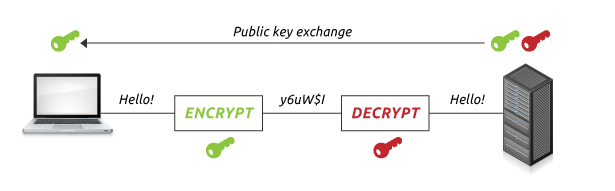 Public key exchange
Hello!
ENCRYPT
y6uW$I
DECRYPT
Hello!